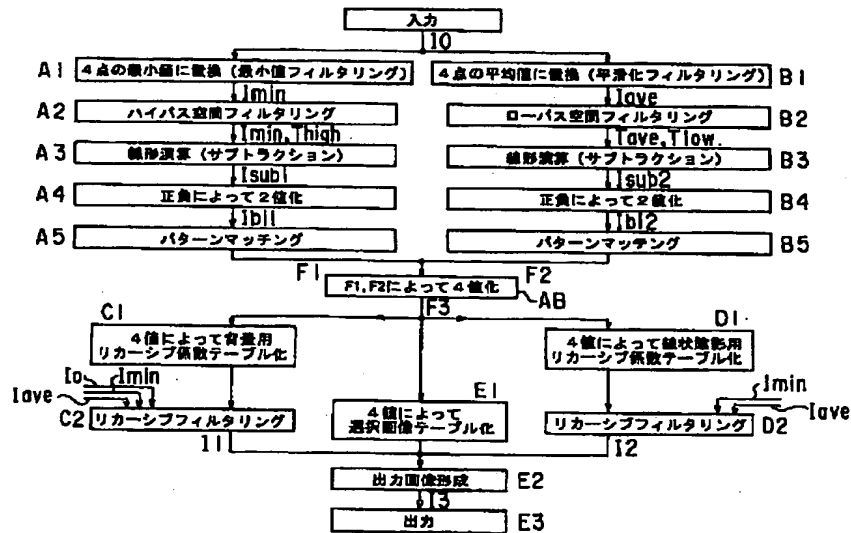 入力
I0
A1
4点の最小値に置換(最小値フィルタリング)
4点の平均値に置換(平滑化フィルタリング)
B1
Imin
Iave
A2
ハイパス空間フィルタリング
ローパス空間フィルタリング
B2
Imin,Thigh
Tave,Tlow.
A3
線形演算(サブトラクション)
線形演算(サブトラクション)
B3
Isub1
Isub2
A4
正負によって2値化
正負によって2値化
B4
Ibi1
Ibi2
A5
パターンマッチング
パターンマッチング
B5
F1
F2
F1,F2によって4値化
AB
F3
C1
4値によって背景用
リカーシブ係数テーブル化
D1
4値によって線状陰影用
リカーシブ係数テーブル化
Io
Imin
Iave
C2
リカーシブフィルタリング
E1
4値によって
選択画像テーブル化
Imin
Iave
リカーシブフィルタリング
D2
I1
I2
出力画像形成
E2
I3
出力
E3